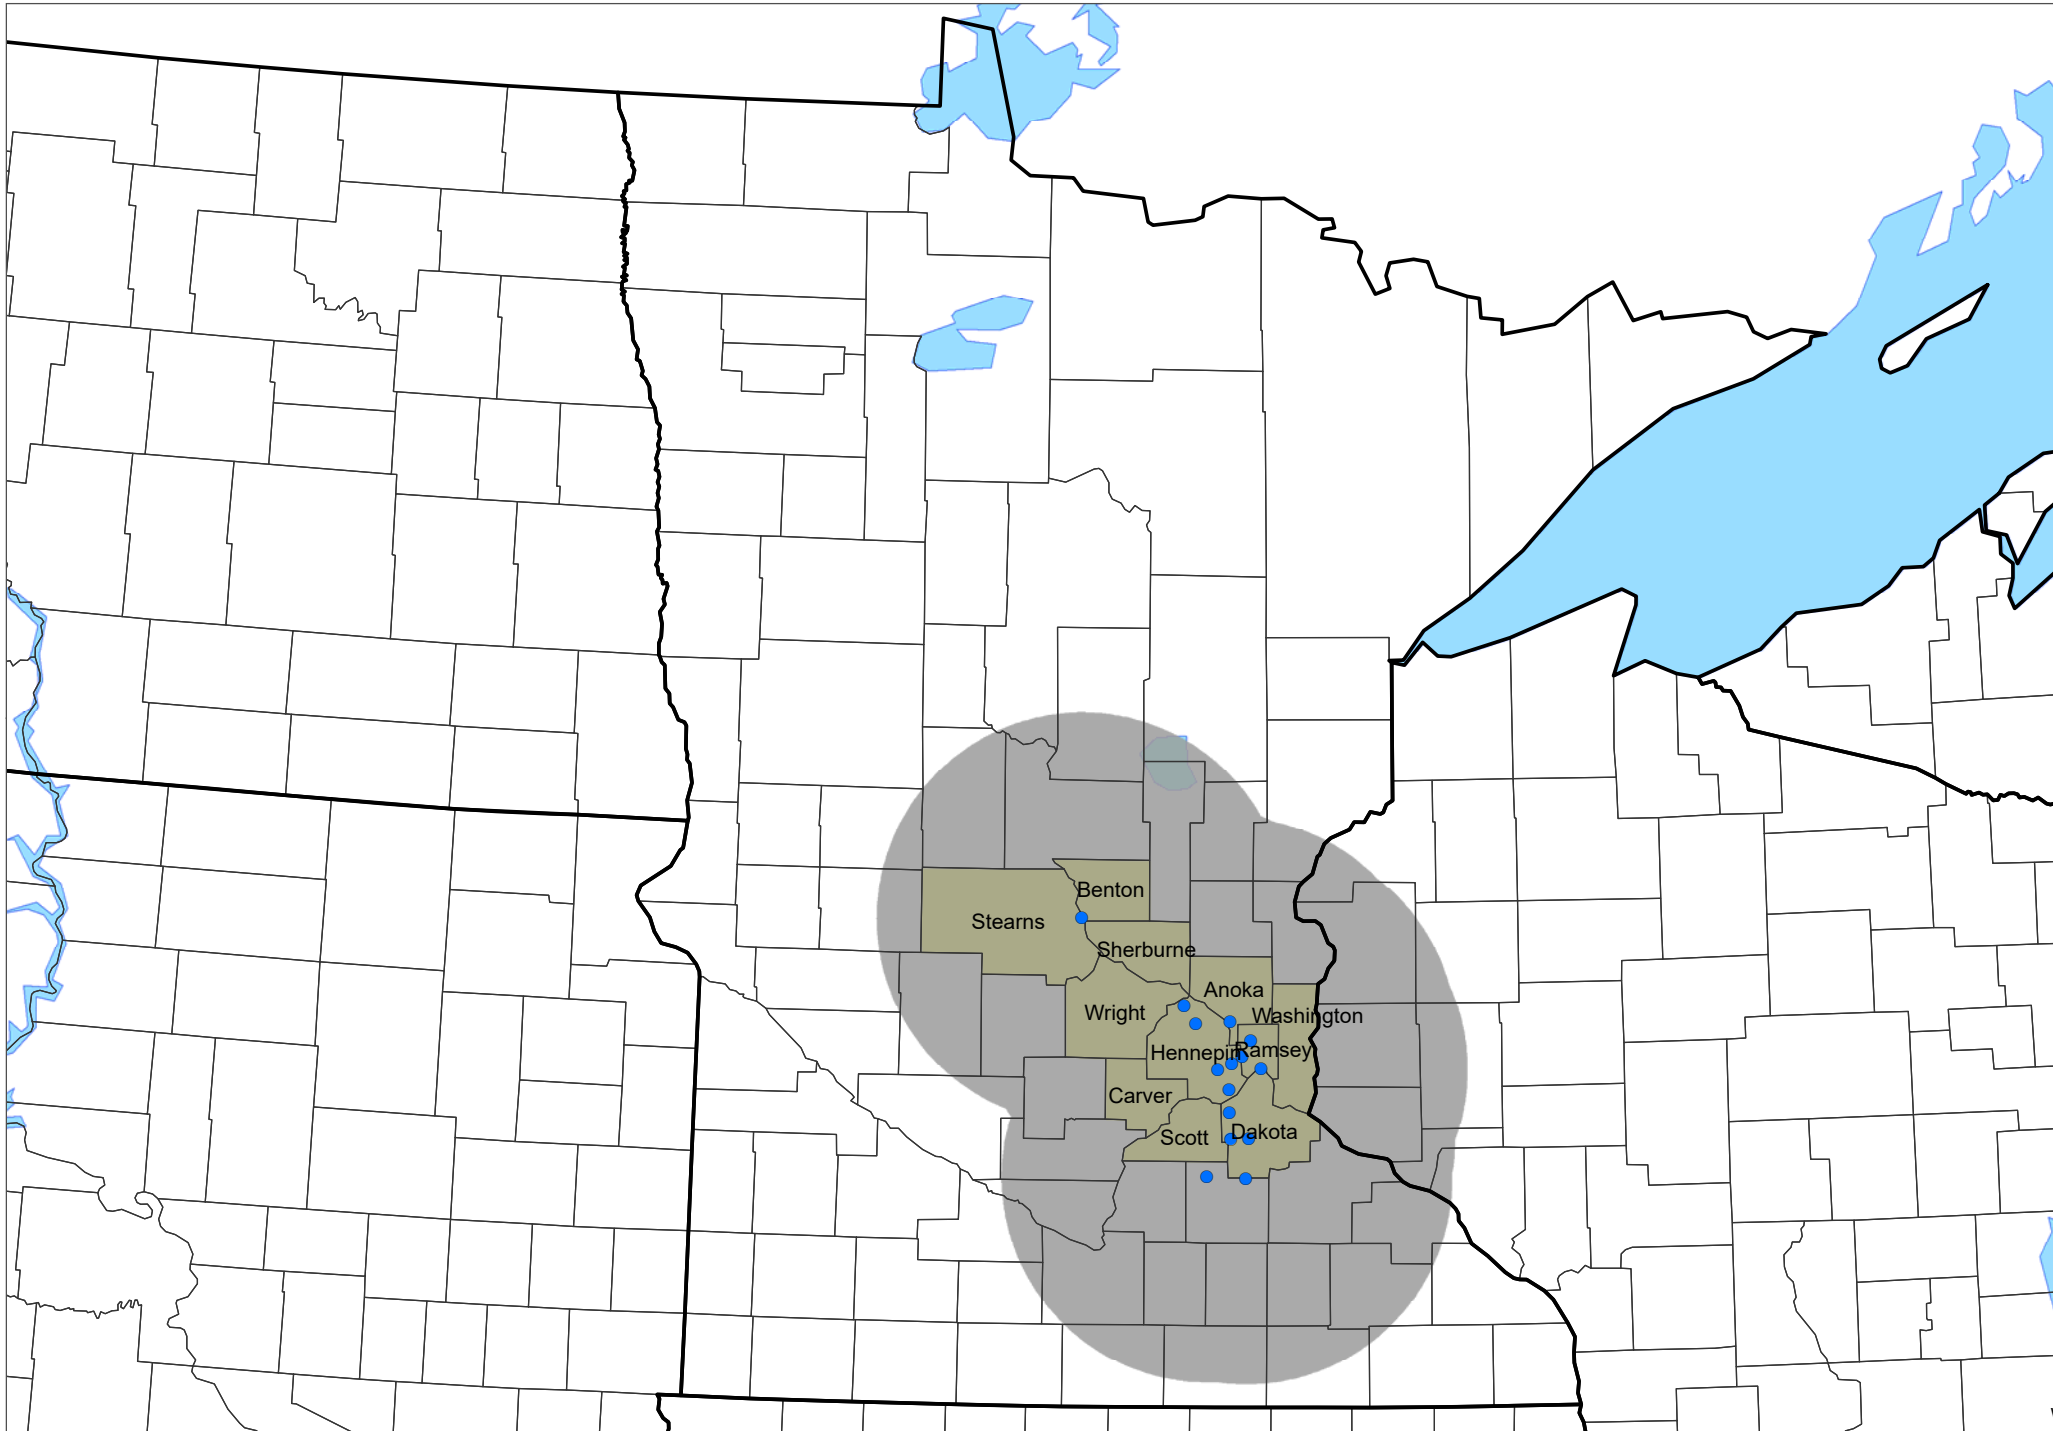 Benton
Stearns
Sherburne
Anoka
Wright
Washington
Hennepin
Ramsey
Carver
Scott
Dakota